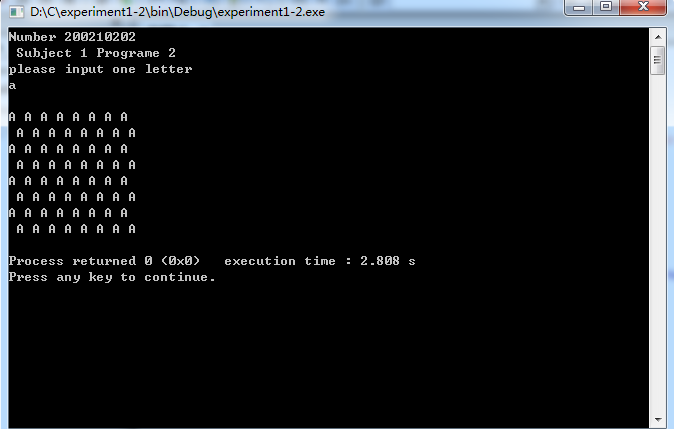 D:\C\experiment1-2\bin\Debug\experiment1-2.exe
Number 200210202
 Subject 1 Programe 2
please input one letter
a
A A A A A A A A
 A A A A A A A A
A A A A A A A A
 A A A A A A A A
A A A A A A A A
 A A A A A A A A
A A A A A A A A
 A A A A A A A A
Process returned 0 (0x0)   execution time : 2.808 s
Press any key to continue.